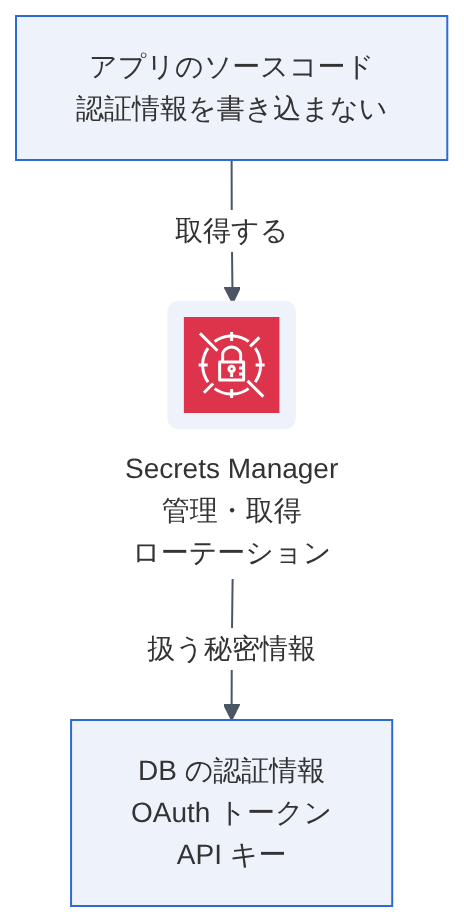 アプリのソースコード
認証情報を書き込まない
取得する
Secrets Manager
管理・取得
ローテーション
扱う秘密情報
DB の認証情報
OAuth トークン
API キー